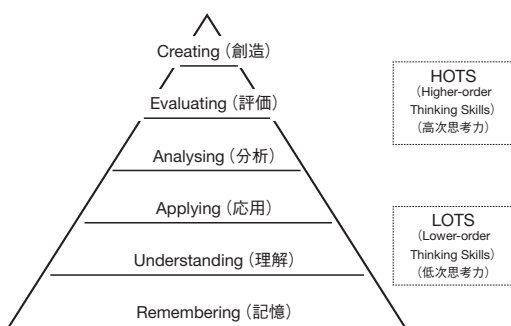 Creating (創造)
Evaluating (評価)
Analysing (分析)
Applying (応用)
Understanding (理解)
Remembering (記憶)
HOTS
(Higher-order
Thinking Skills)
(高次思考力)
LOTS
(Lower-order
Thinking Skills)
(低次思考力)